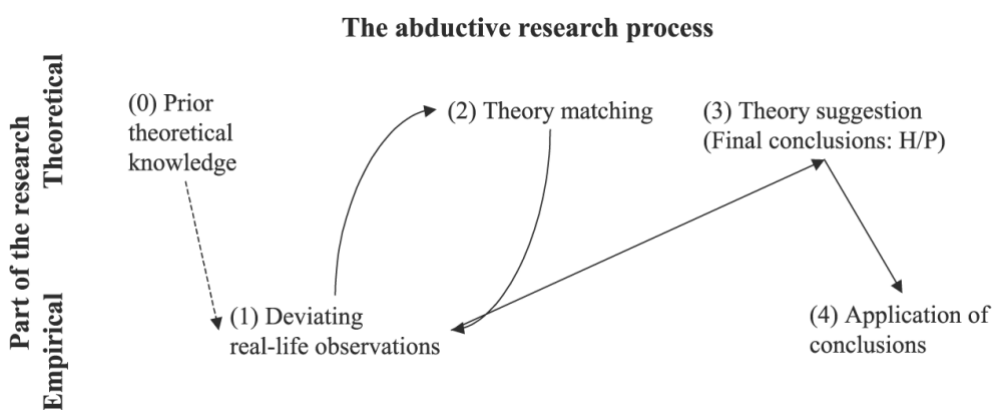 The abductive research process
Part of the research
Theoretical
Empirical
(0) Prior
theoretical
knowledge
(2) Theory matching
(3) Theory suggestion
(Final conclusions: H/P)
(1) Deviating
real-life observations
(4) Application of
conclusions